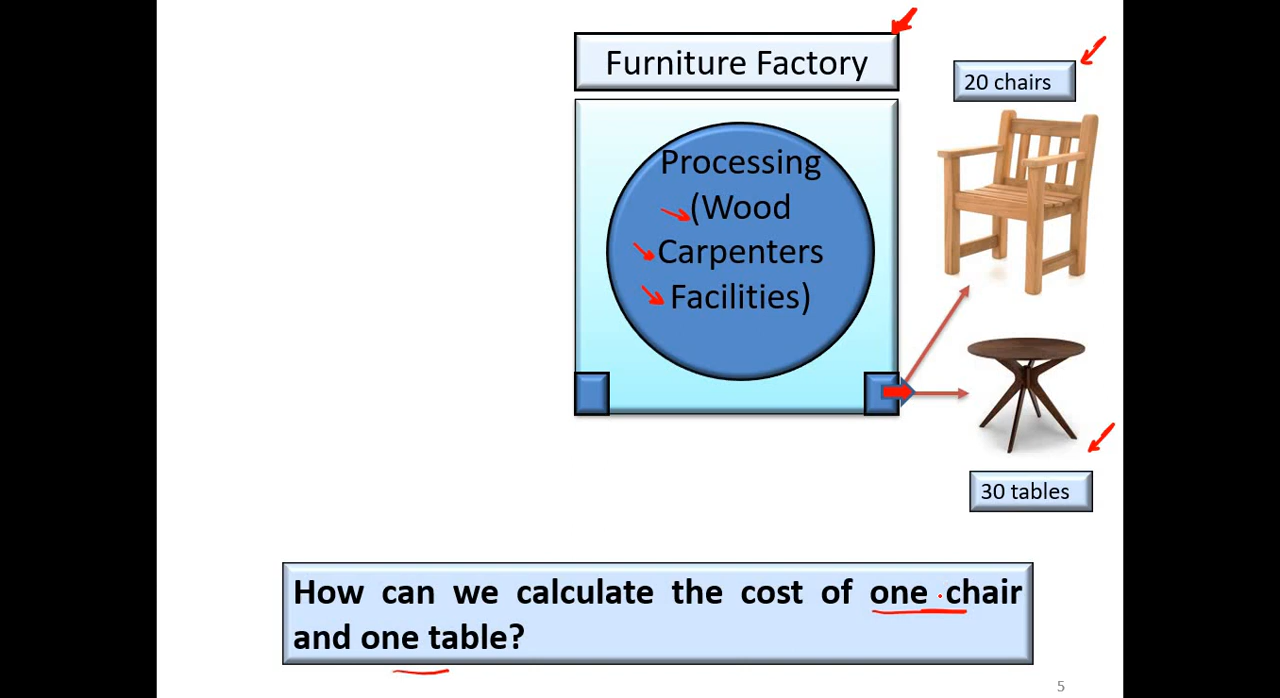 Furniture Factory
20 chairs
Processing
(Wood
Carpenters
Facilities)
30 tables
How can we calculate the cost of one chair
and one table?
5